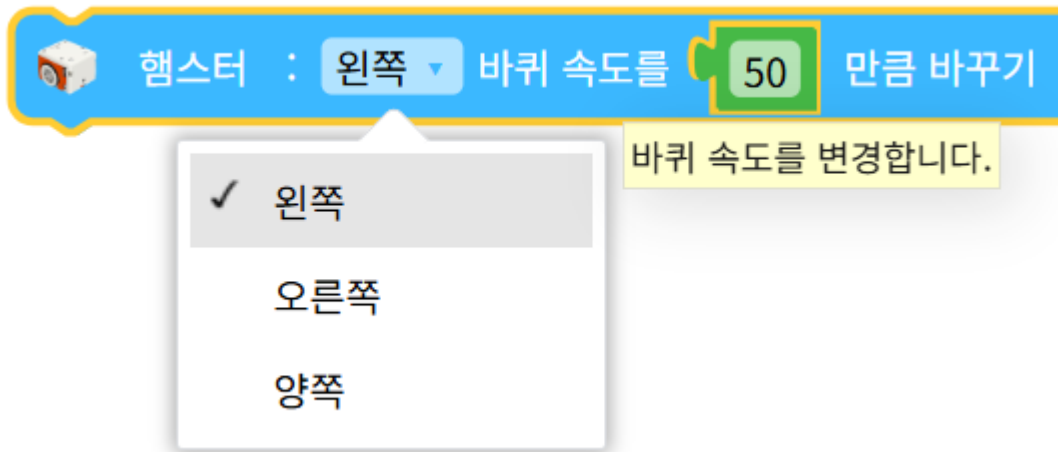 햄스터 : 왼쪽 ▼ 바퀴 속도를 50 만큼 바꾸기
바퀴 속도를 변경합니다.
✓ 왼쪽
오른쪽
양쪽